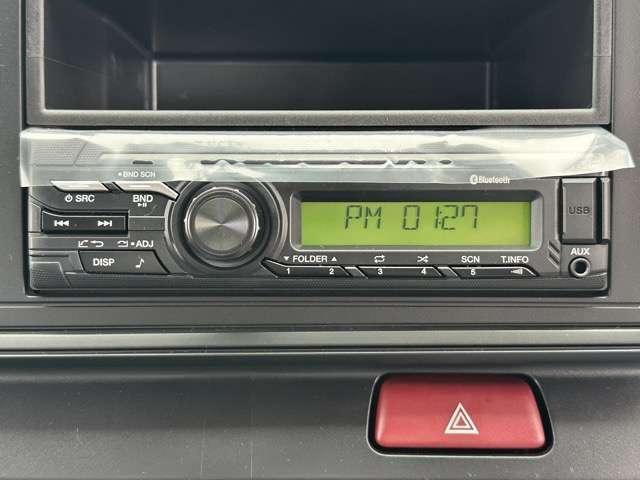 BND SCN
Bluetooth
SRC
BND
PM 01:27
USB
ADJ
FOLDER
SCN
T.INFO
AUX
DISP
1 2 3 4 5